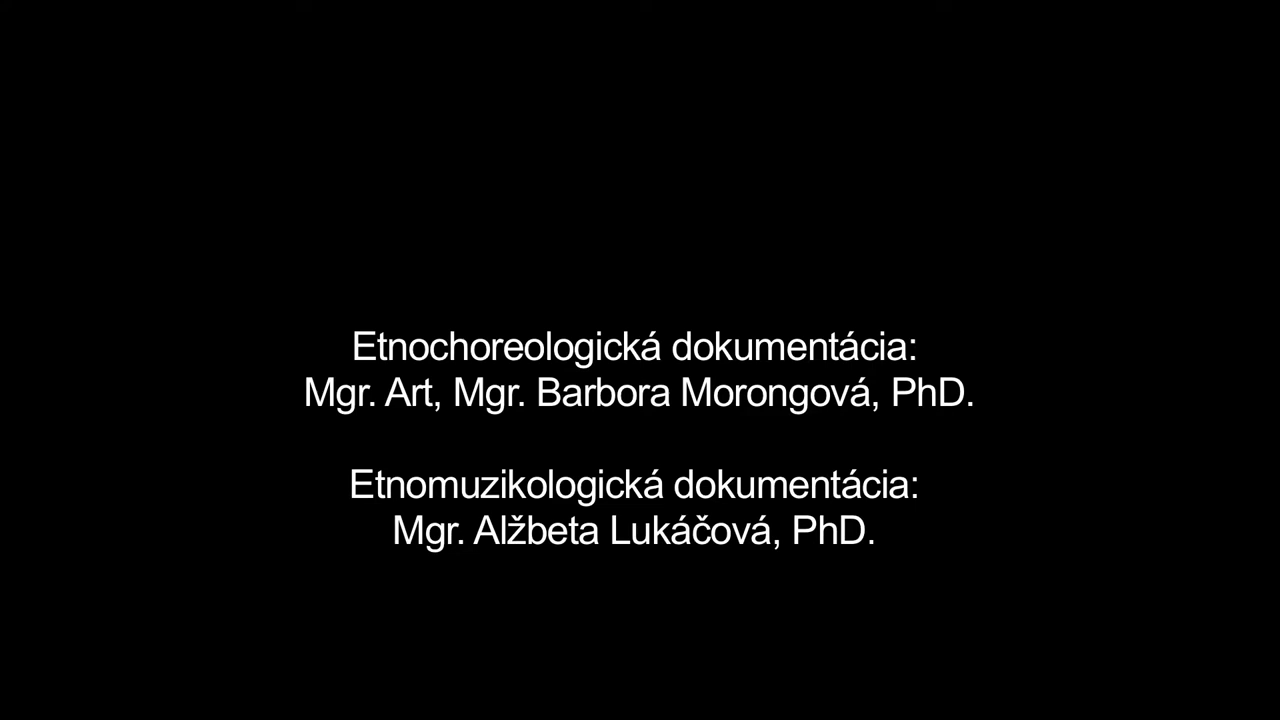 Etnochoreologická dokumentácia:
Mgr. Art, Mgr. Barbora Morongová, PhD.
Etnomuzikologická dokumentácia:
Mgr. Alžbeta Lukáčová, PhD.